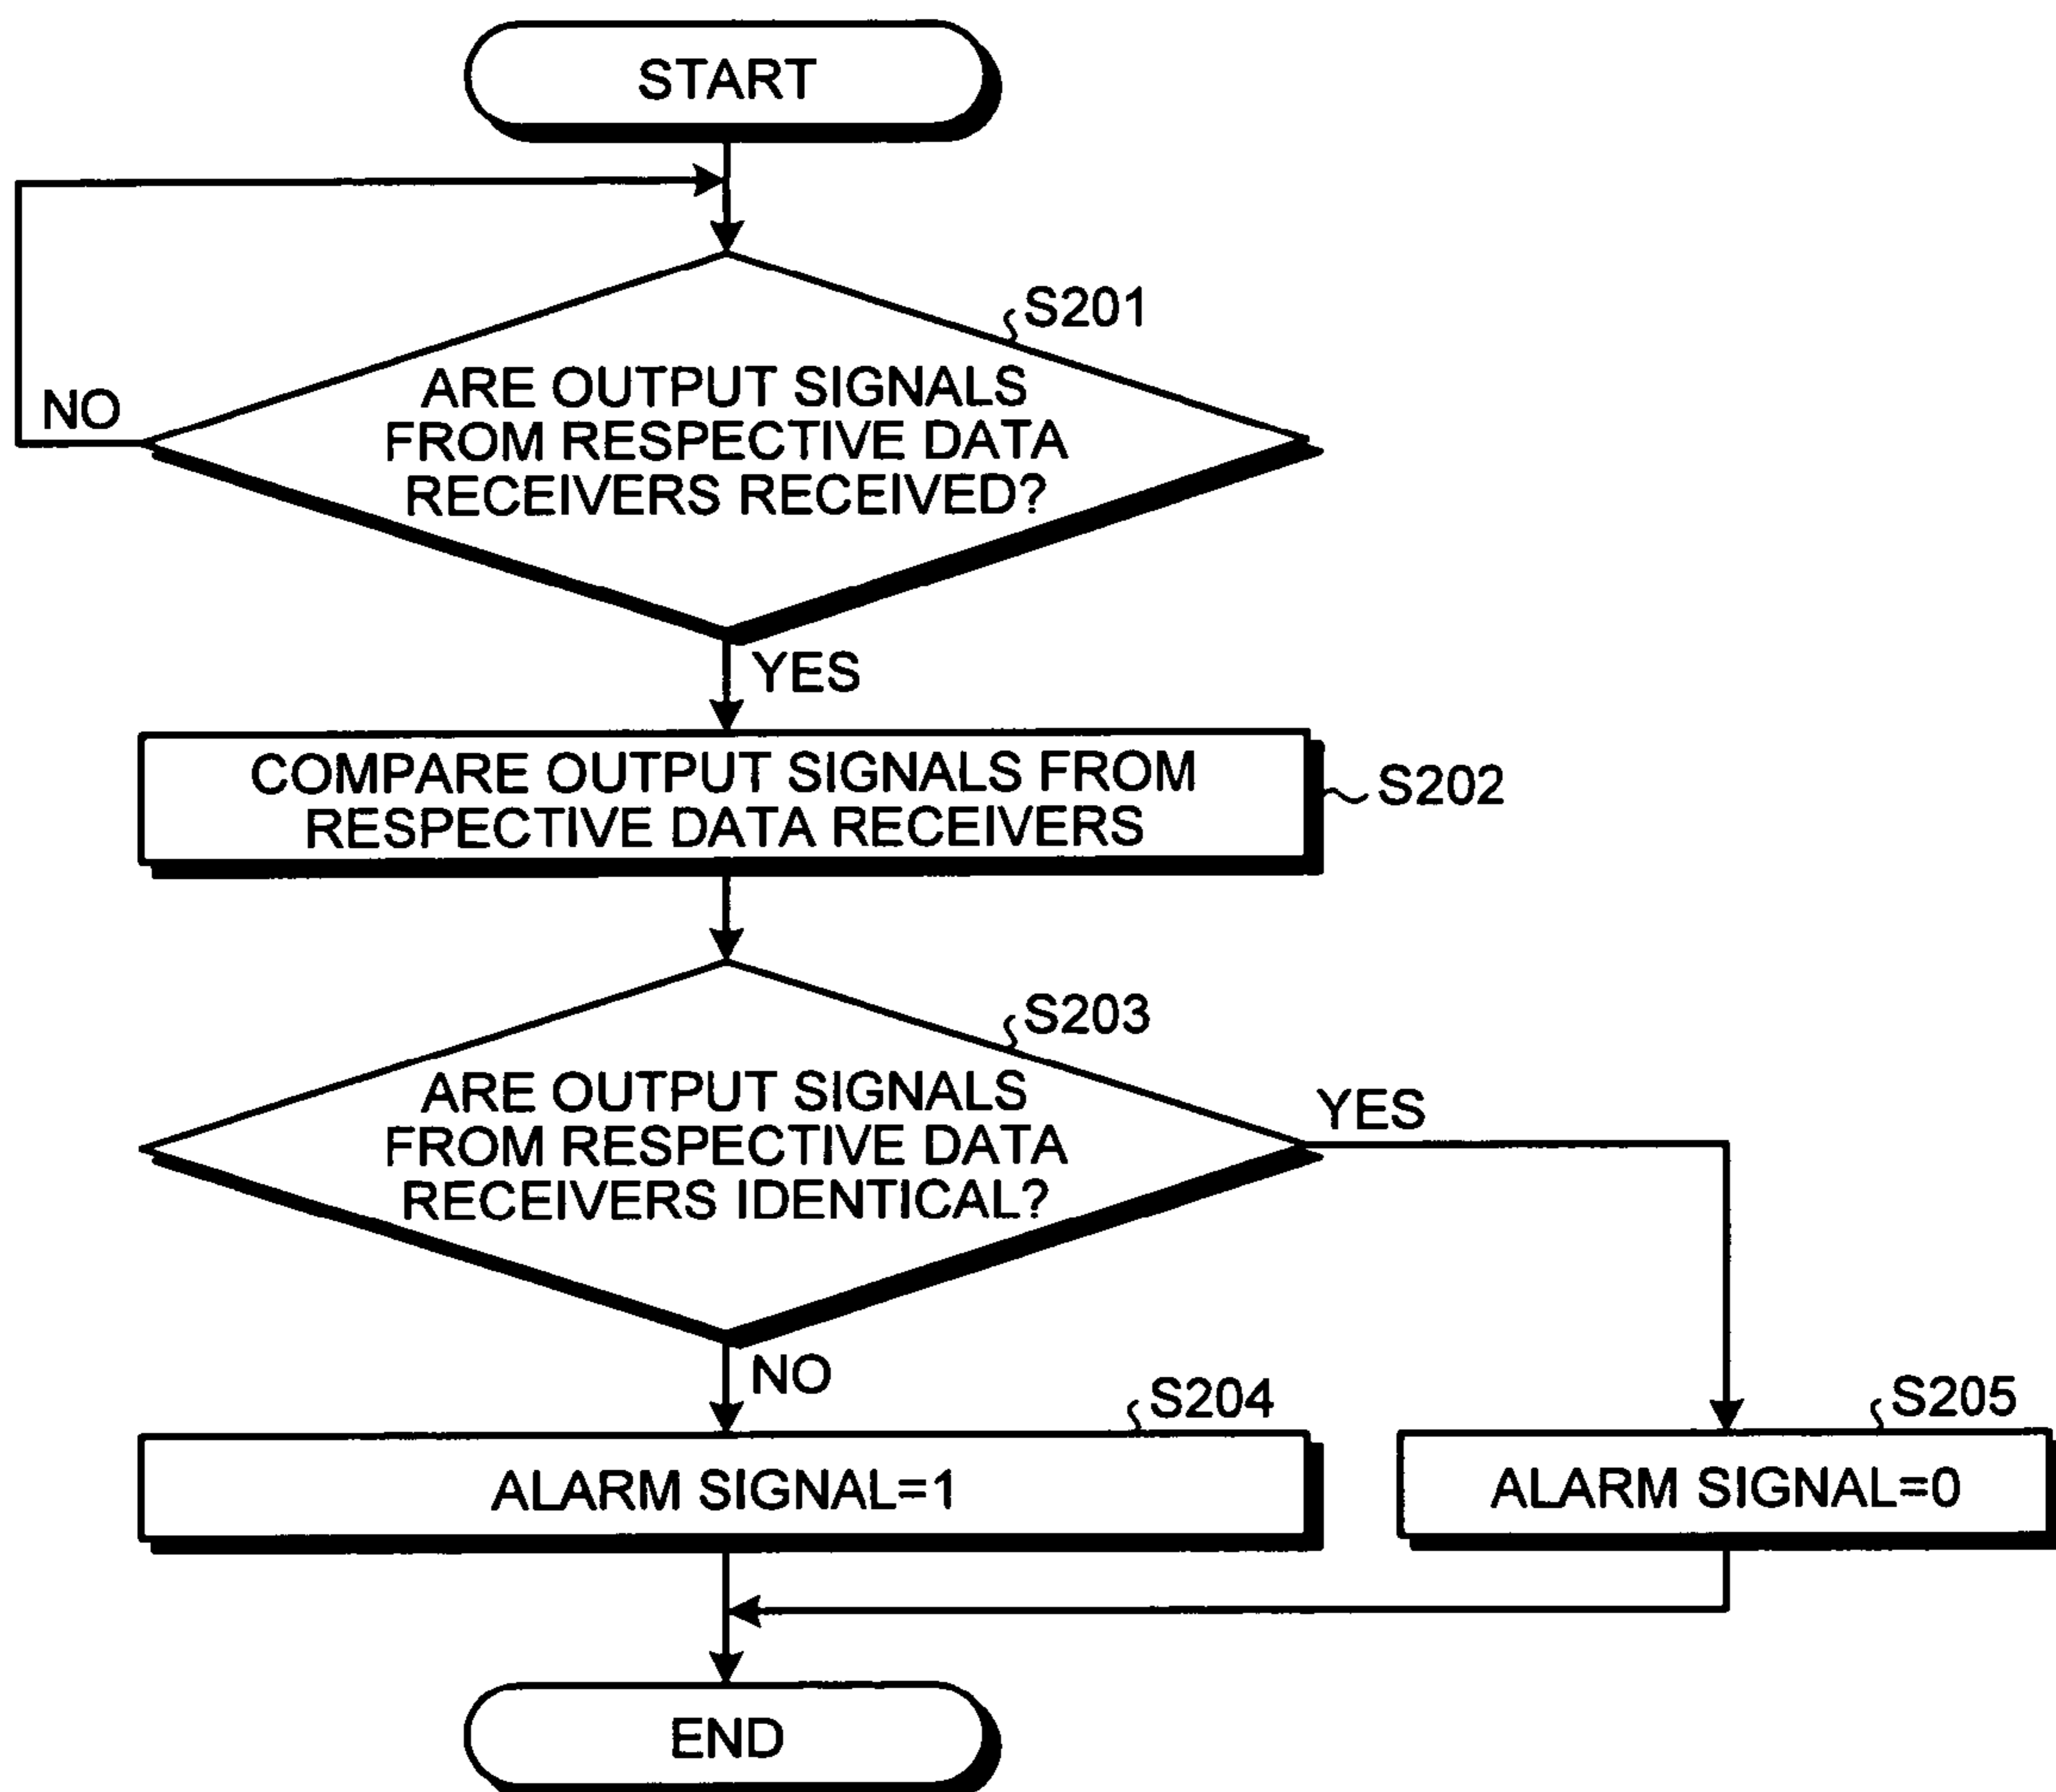 START
S201
ARE OUTPUT SIGNALS
FROM RESPECTIVE DATA
RECEIVERS RECEIVED?
NO
YES
COMPARE OUTPUT SIGNALS FROM
RESPECTIVE DATA RECEIVERS
S202
S203
ARE OUTPUT SIGNALS
FROM RESPECTIVE DATA
RECEIVERS IDENTICAL?
YES
NO
S204
ALARM SIGNAL=1
S205
ALARM SIGNAL=0
END